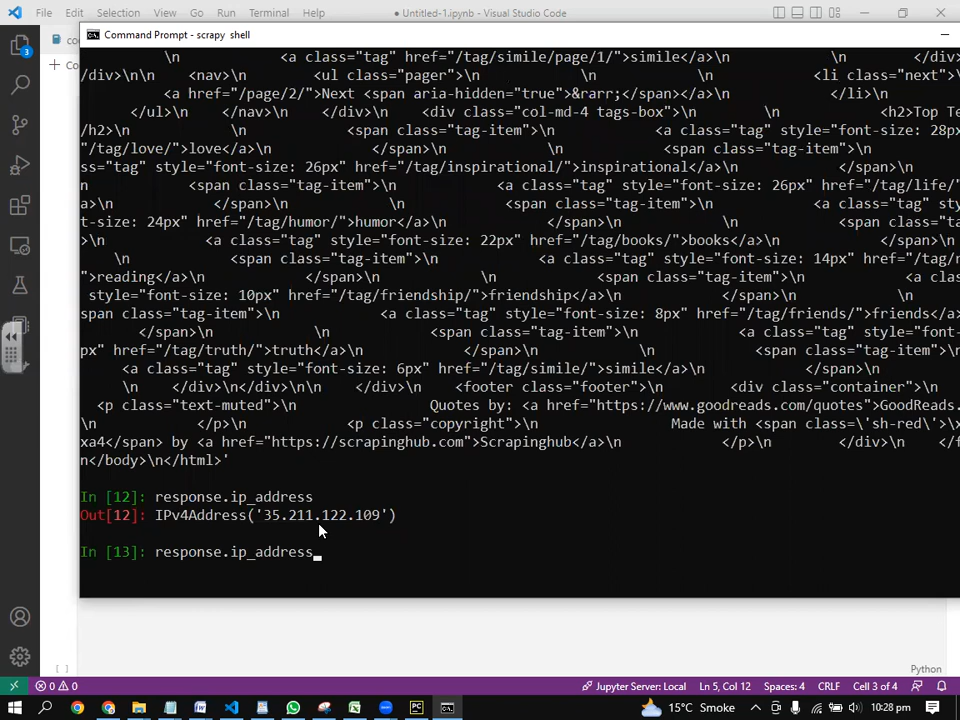 File Edit Selection View Go Run Terminal Help
● Untitled-1.ipynb - Visual Studio Code
Command Prompt - scrapy shell
3
\n <a class="tag" href="/tag/simile/page/1/">simile</a>\n \n </
/div>\n\n <nav>\n <ul class="pager">\n \n \n <li class="next">
<a href="/page/2/">Next <span aria-hidden="true">&rarr;</span></a>\n </li>\n
</ul>\n </nav>\n </div>\n <div class="col-md-4 tags-box">\n \n <h2>Top Te
/h2>\n \n <span class="tag-item">\n <a class="tag" style="font-size: 28px
"/tag/love/">love</a>\n </span>\n \n <span class="tag-item">\n
ss="tag" style="font-size: 26px" href="/tag/inspirational/">inspirational</a>\n </span>\n
n <span class="tag-item">\n <a class="tag" style="font-size: 26px" href="/tag/life/
a>\n </span>\n \n <span class="tag-item">\n <a class="ta
t-size: 24px" href="/tag/humor/">humor</a>\n </span>\n \n <span class="ta
>\n <a class="tag" style="font-size: 22px" href="/tag/books/">books</a>\n </span>\n
\n <span class="tag-item">\n <a class="tag" style="font-size: 14px" href="/ta
">reading</a>\n </span>\n \n <span class="tag-item">\n <a clas
style="font-size: 10px" href="/tag/friendship/">friendship</a>\n </span>\n \n
span class="tag-item">\n <a class="tag" style="font-size: 8px" href="/tag/friends/">friends</a
</span>\n \n <span class="tag-item">\n <a class="ta
px" href="/tag/truth/">truth</a>\n </span>\n \n <span class="tag-item">\
<a class="tag" style="font-size: 6px" href="/tag/simile/">simile</a>\n </span>\n
\n </div>\n</div>\n\n </div>\n <footer class="footer">\n <div class="container">\n
<p class="text-muted">\n Quotes by: <a href="https://www.goodreads.com/quotes">GoodReads.
\n </p>\n <p class="copyright">\n Made with <span class=\'sh-red\'>\x
xa4</span> by <a href="https://scrapinghub.com">Scrapinghub</a>\n </p>\n </div>\n </f
n</body>\n</html>'
In [12]: response.ip_address
Out[12]: IPv4Address('35.211.122.109')
In [13]: response.ip_address
[ ]
Python
0 0
Jupyter Server: Local Ln 5, Col 12 Spaces: 4 CRLF Cell 3 of 4
15°C Smoke 10:28 pm